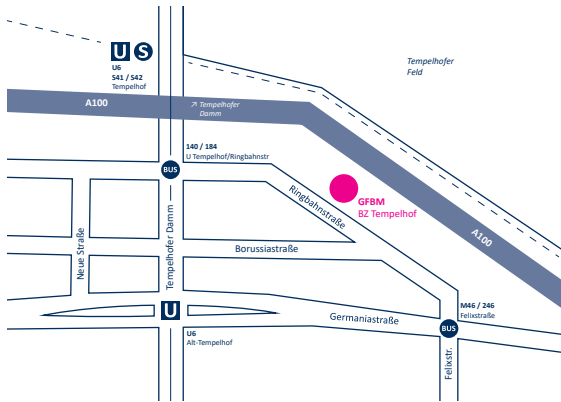 Tempelhofer
Feld
U S
U6
S41 / S42
Tempelhof
A100
↗ Tempelhofer
Damm
140 / 184
U Tempelhof/Ringbahnstr
BUS
Ringbahnstraße
GFBM
BZ Tempelhof
A100
Neue Straße
Tempelhofer Damm
Borussiastraße
U
U6
Alt-Tempelhof
Germaniastraße
M46 / 246
Felixstraße
BUS
Felixstr.